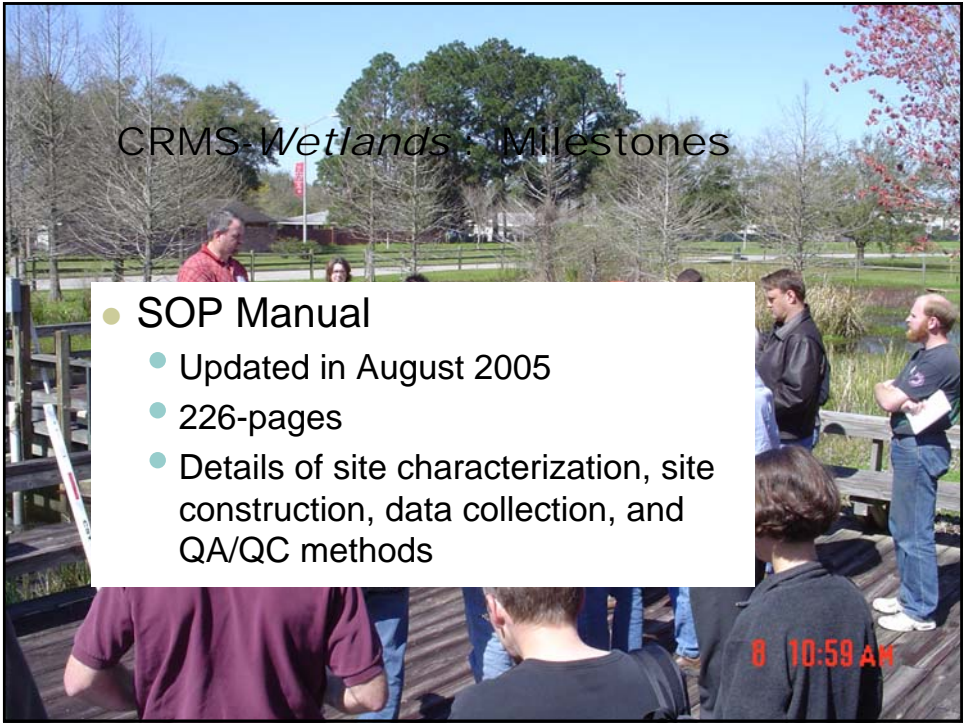 CRMS-Wetlands : Milestones
• SOP Manual
• Updated in August 2005
• 226-pages
• Details of site characterization, site
construction, data collection, and
QA/QC methods
8 10:59 AM